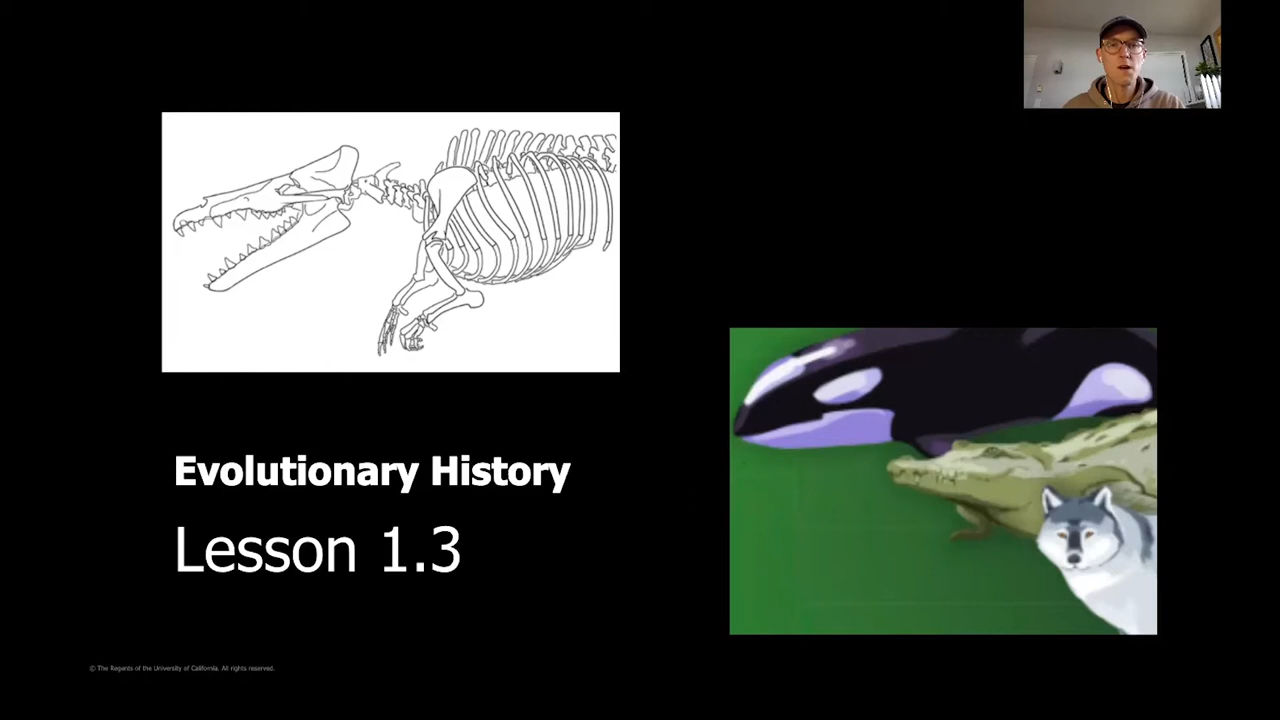 Evolutionary History
Lesson 1.3
© The Regents of the University of California. All rights reserved.